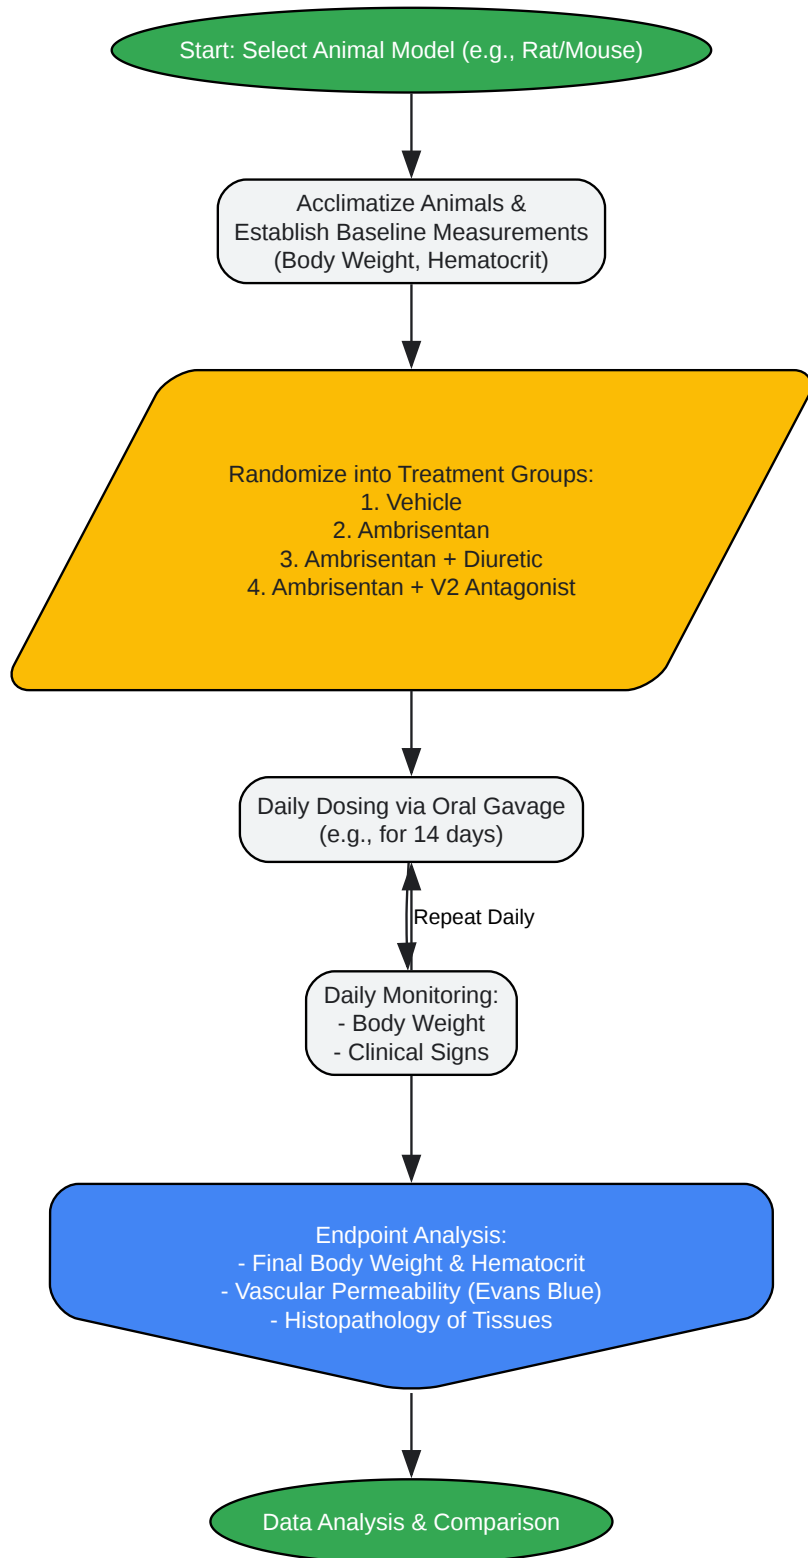 Start: Select Animal Model (e.g., Rat/Mouse)
Acclimatize Animals &
Establish Baseline Measurements
(Body Weight, Hematocrit)
Randomize into Treatment Groups:
1. Vehicle
2. Ambrisentan
3. Ambrisentan + Diuretic
4. Ambrisentan + V2 Antagonist
Daily Dosing via Oral Gavage
(e.g., for 14 days)
Repeat Daily
Daily Monitoring:
- Body Weight
- Clinical Signs
Endpoint Analysis:
- Final Body Weight & Hematocrit
- Vascular Permeability (Evans Blue)
- Histopathology of Tissues
Data Analysis & Comparison